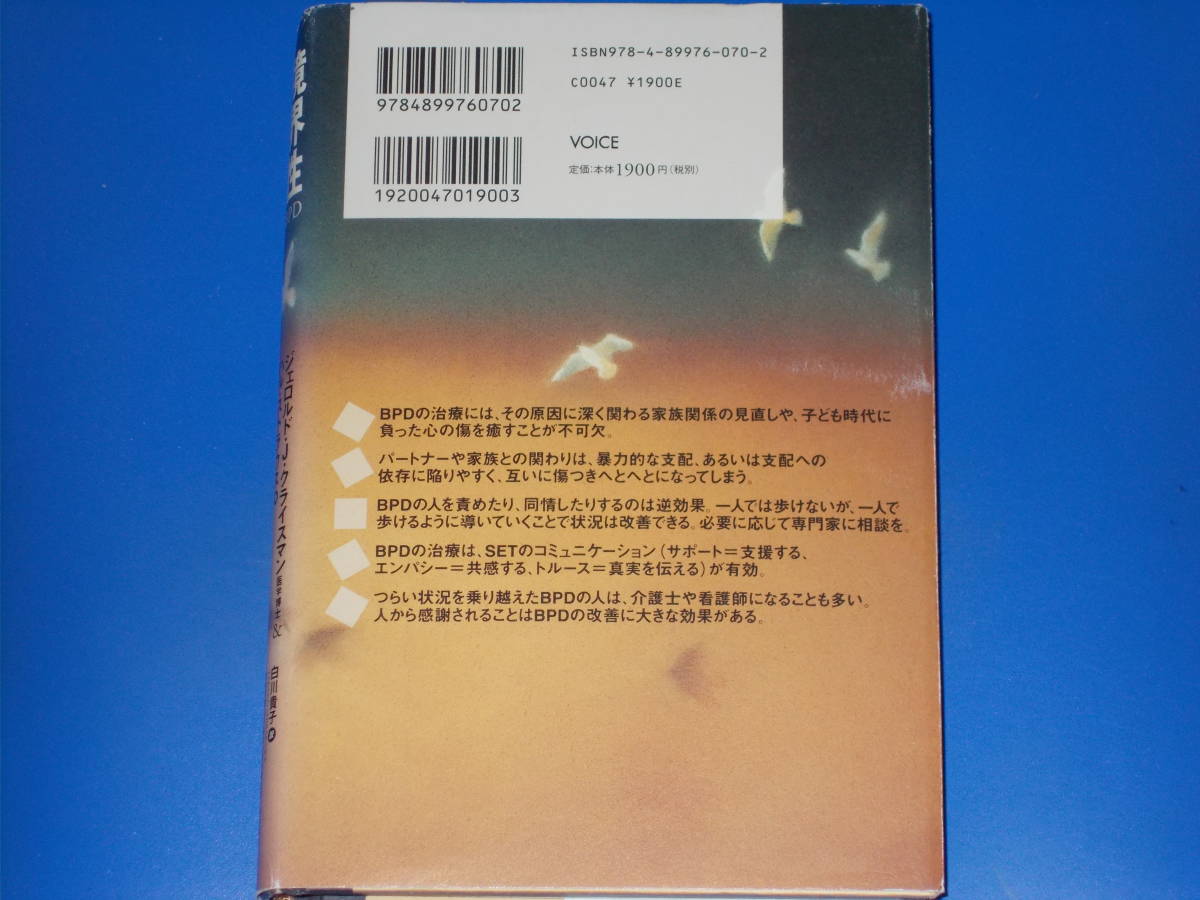 ISBN978-4-89976-070-2
C0047 ¥1900E
9784899760702
VOICE
定価:本体1900円(税別)
1920047019003
BPDの治療には、その原因に深く関わる家族関係の見直しや、子ども時代に
負った心の傷を癒すことが不可欠。
パートナーや家族との関わりは、暴力的な支配、あるいは支配への
依存に陥りやすく、互いに傷つきへとへとになってしまう。
BPDの人を責めたり、同情したりするのは逆効果。一人では歩けないが、一人で
歩けるように導いていくことで状況は改善できる。必要に応じて専門家に相談を。
BPDの治療は、SETのコミュニケーション(サポート=支援する、
エンパシー=共感する、トルース=真実を伝える)が有効。
つらい状況を乗り越えたBPDの人は、介護士や看護師になることも多い。
人から感謝されることはBPDの改善に大きな効果がある。
境界性
ジェロルド・J・クライスマン 医学博士 &
白川貴子 訳